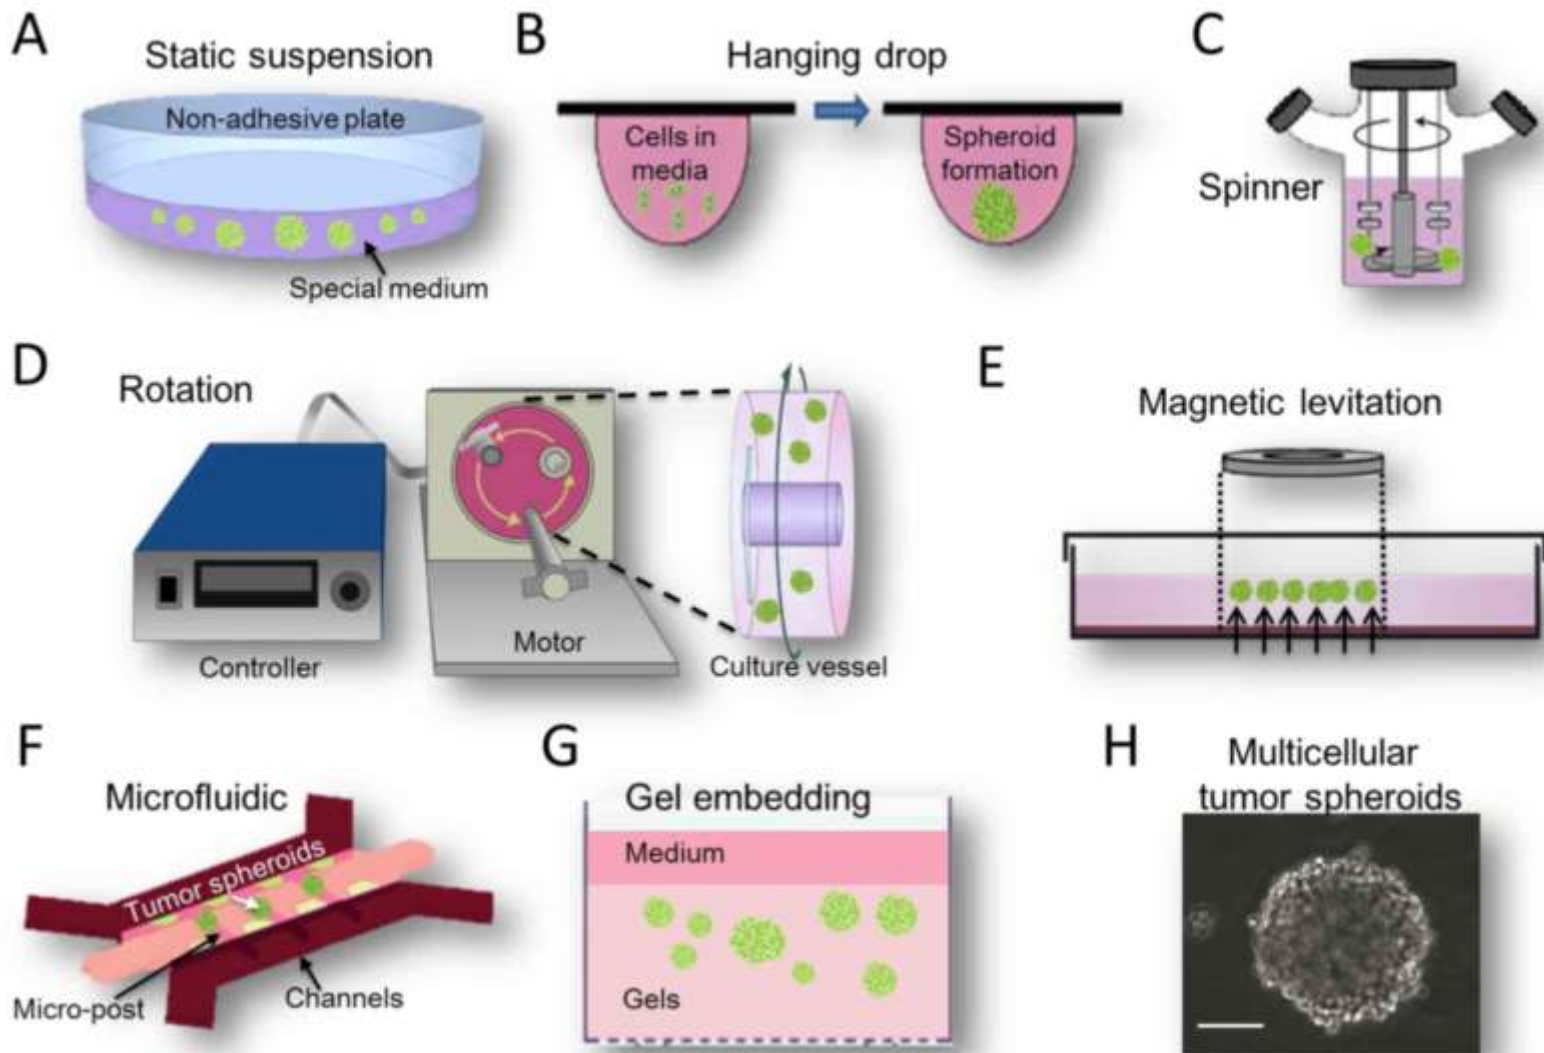 A
Static suspension
Non-adhesive plate
Special medium
B
Hanging drop
Cells in
media
Spheroid
formation
C
Spinner
D
Rotation
Controller
Motor
Culture vessel
E
Magnetic levitation
F
Microfluidic
Tumor spheroids
Micro-post
Channels
G
Gel embedding
Medium
Gels
H
Multicellular
tumor spheroids